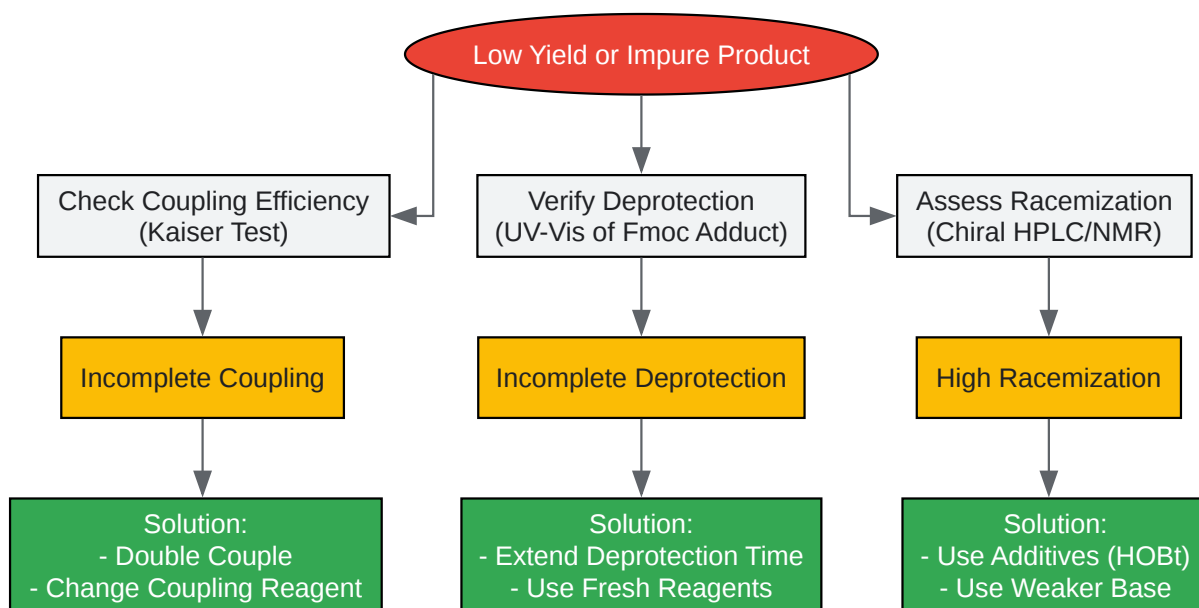 Low Yield or Impure Product
Check Coupling Efficiency
(Kaiser Test)
Verify Deprotection
(UV-Vis of Fmoc Adduct)
Assess Racemization
(Chiral HPLC/NMR)
Incomplete Coupling
Incomplete Deprotection
High Racemization
Solution:
- Double Couple
- Change Coupling Reagent
Solution:
- Extend Deprotection Time
- Use Fresh Reagents
Solution:
- Use Additives (HOBt)
- Use Weaker Base